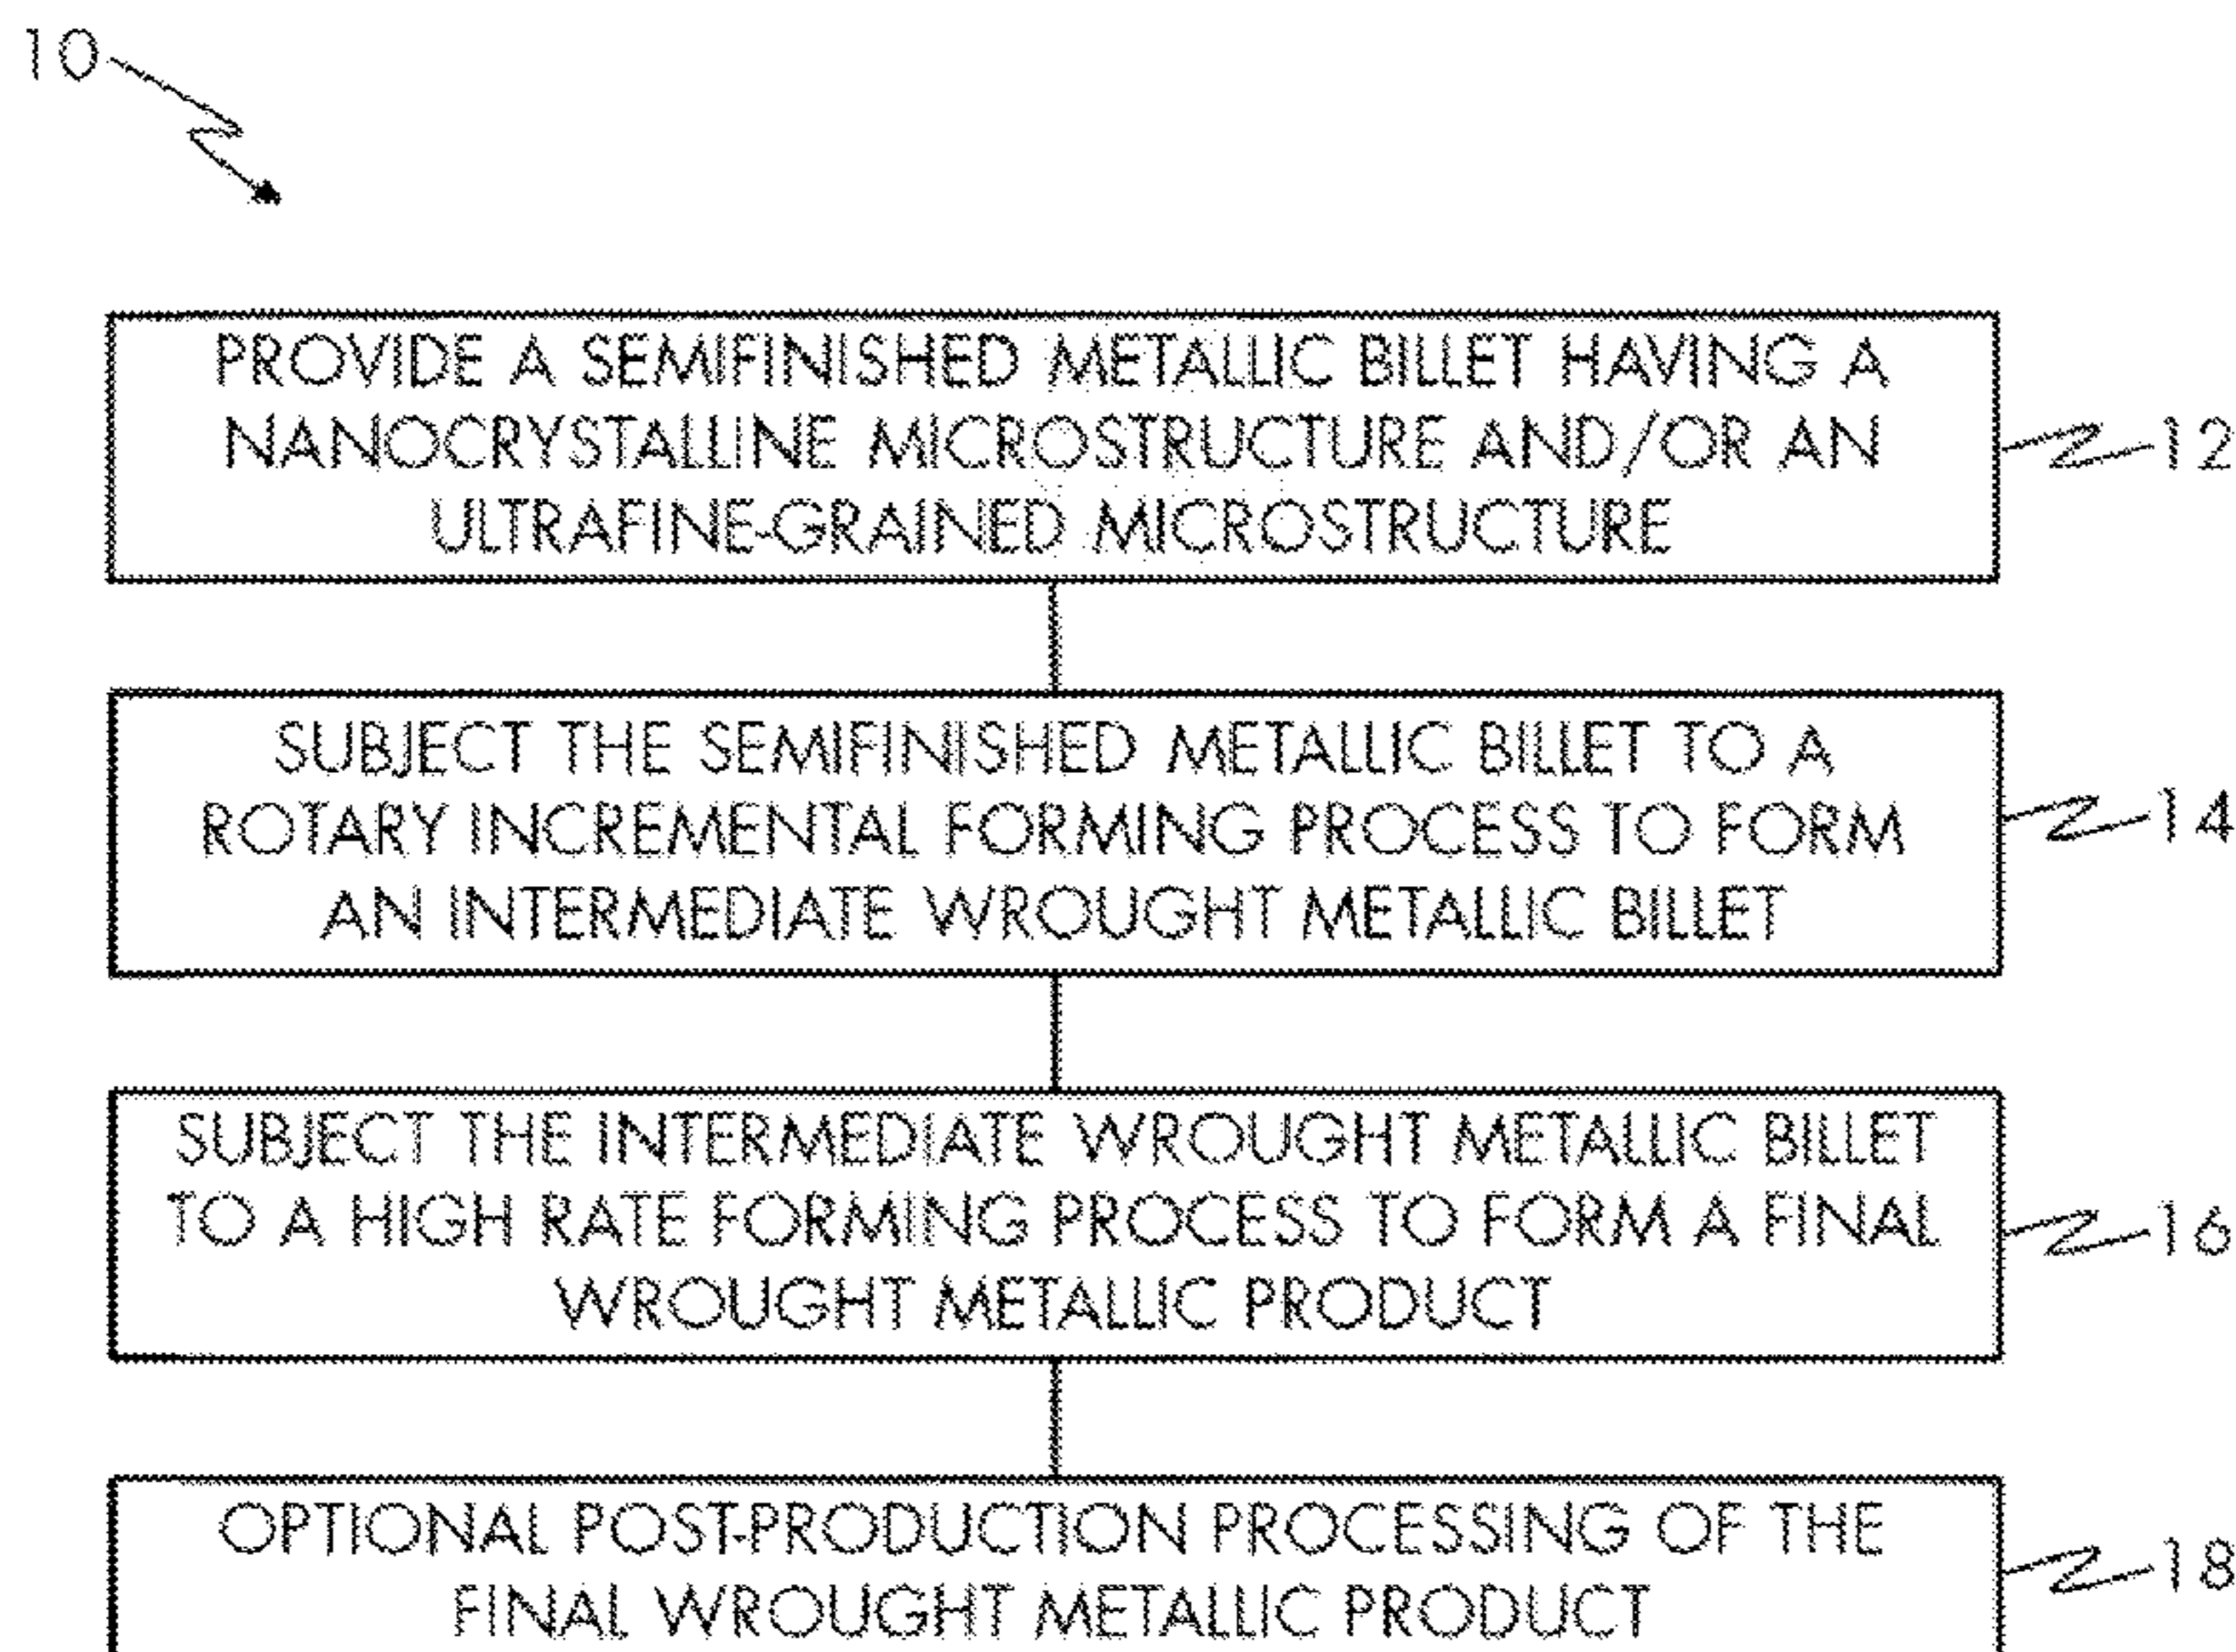 10
PROVIDE A SEMIFINISHED METALLIC BILLET HAVING A
NANOCRYSTALLINE MICROSTRUCTURE AND/OR AN
ULTRAFINE-GRAINED MICROSTRUCTURE
12
SUBJECT THE SEMIFINISHED METALLIC BILLET TO A
ROTARY INCREMENTAL FORMING PROCESS TO FORM
AN INTERMEDIATE WROUGHT METALLIC BILLET
14
SUBJECT THE INTERMEDIATE WROUGHT METALLIC BILLET
TO A HIGH RATE FORMING PROCESS TO FORM A FINAL
WROUGHT METALLIC PRODUCT
16
OPTIONAL POST-PRODUCTION PROCESSING OF THE
FINAL WROUGHT METALLIC PRODUCT
18